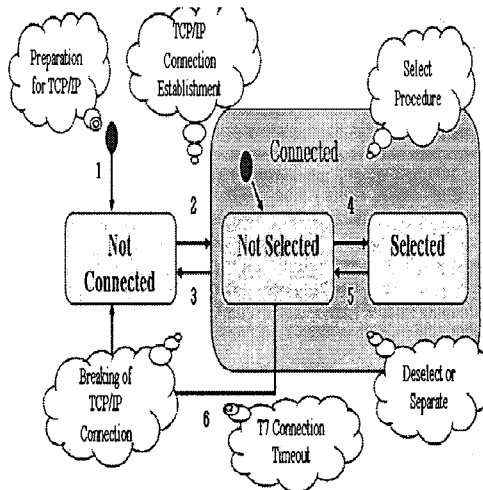 Preparation
for TCP/IP
TCP/IP
Connection
Establishment
Select
Procedure
Connected
1
2
4
Not
Connected
Not Selected
Selected
3
5
Breaking of
TCP/IP
Connection
6
T7 Connection
Timeout
Deselect or
Separate